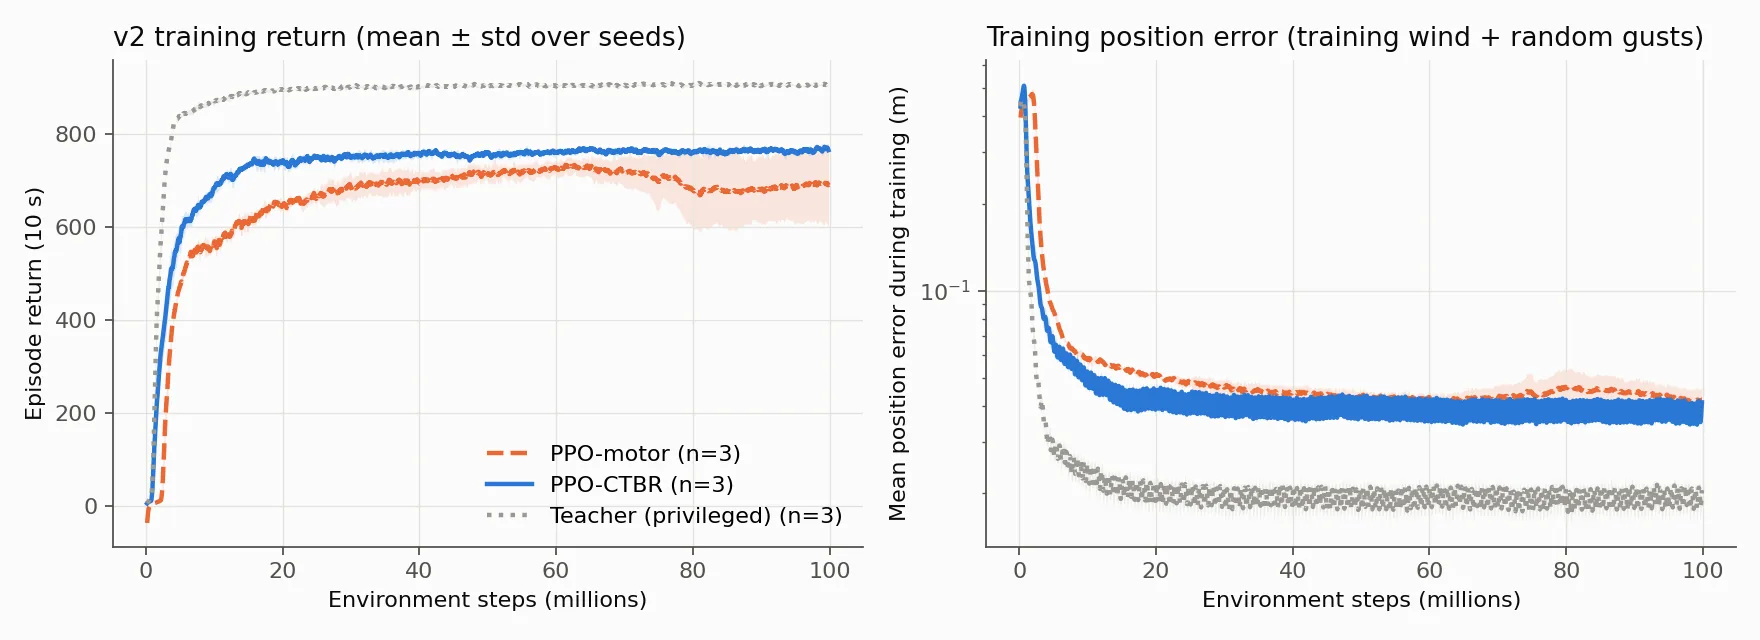 v2 training return (mean ± std over seeds)
Episode return (10 s)
800
600
400
200
0
PPO-motor (n=3)
PPO-CTBR (n=3)
Teacher (privileged) (n=3)
0 20 40 60 80 100
Environment steps (millions)
Training position error (training wind + random gusts)
Mean position error during training (m)
10⁻¹
0 20 40 60 80 100
Environment steps (millions)